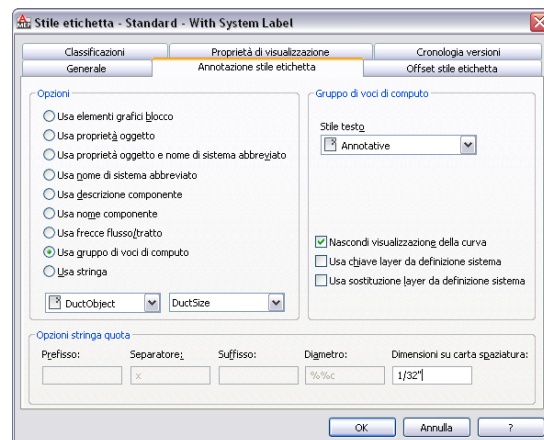 Stile etichetta - Standard - With System Label
Classificazioni
Proprietà di visualizzazione
Cronologia versioni
Generale
Annotazione stile etichetta
Offset stile etichetta
Opzioni
Usa elementi grafici blocco
Usa proprietà oggetto
Usa proprietà oggetto e nome di sistema abbreviato
Usa nome di sistema abbreviato
Usa descrizione componente
Usa nome componente
Usa frecce flusso/tratto
Usa gruppo di voci di computo
Usa stringa
DuctObject
DuctSize
Gruppo di voci di computo
Stile testo
Annotative
Nascondi visualizzazione della curva
Usa chiave layer da definizione sistema
Usa sostituzione layer da definizione sistema
Opzioni stringa quota
Prefisso: Separatore: Suffisso: Diametro: Dimensioni su carta spaziatura:
x %%c 1/32"
OK Annulla ?